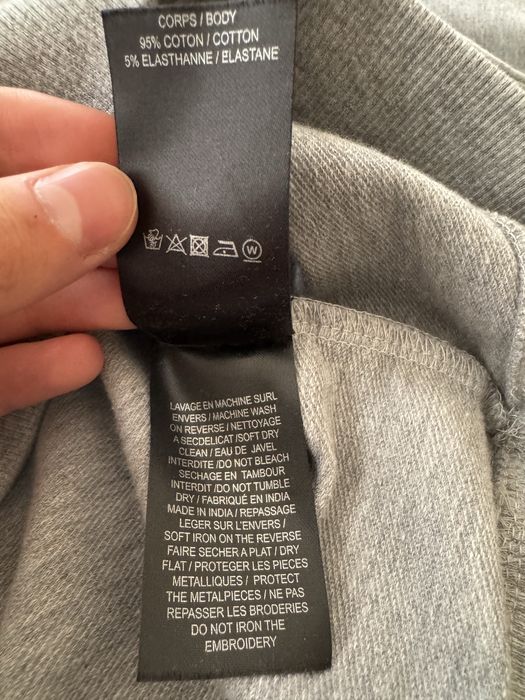 CORPS / BODY
95% COTON / COTTON
5% ELASTHANNE / ELASTANE
W
LAVAGE EN MACHINE SURL
ENVERS / MACHINE WASH
ON REVERSE / NETTOYAGE
A SECDELICAT /SOFT DRY
CLEAN / EAU DE JAVEL
INTERDITE /DO NOT BLEACH
SECHAGE EN TAMBOUR
INTERDIT /DO NOT TUMBLE
DRY / FABRIQUÉ EN INDIA
MADE IN INDIA / REPASSAGE
LEGER SUR L'ENVERS /
SOFT IRON ON THE REVERSE
FAIRE SECHER A PLAT / DRY
FLAT / PROTEGER LES PIECES
METALLIQUES / PROTECT
THE METALPIECES / NE PAS
REPASSER LES BRODERIES
DO NOT IRON THE
EMBROIDERY